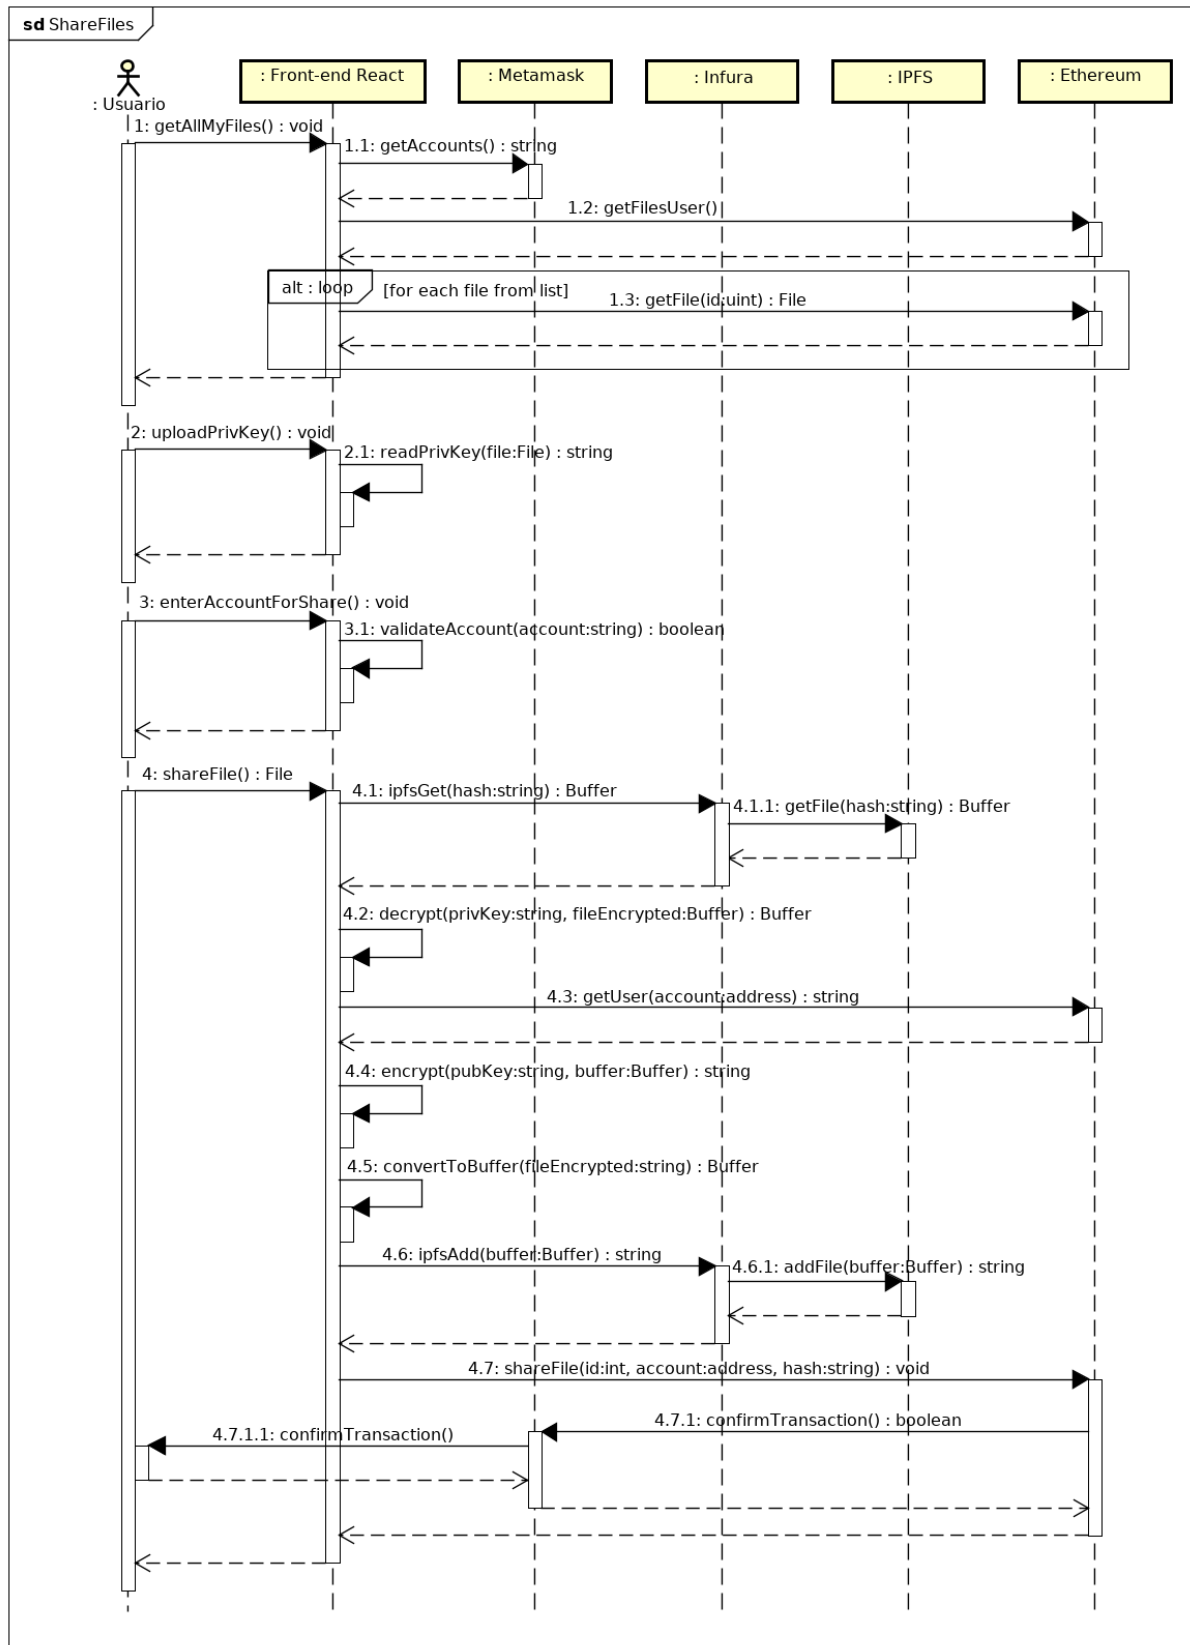 sd ShareFiles
: Usuario
: Front-end React
: Metamask
: Infura
: IPFS
: Ethereum
1: getAllMyFiles() : void
1.1: getAccounts() : string
1.2: getFilesUser()
alt : loop
[for each file from list]
1.3: getFile(id:uint) : File
2: uploadPrivKey() : void
2.1: readPrivKey(file:File) : string
3: enterAccountForShare() : void
3.1: validateAccount(account:string) : boolean
4: shareFile() : File
4.1: ipfsGet(hash:string) : Buffer
4.1.1: getFile(hash:string) : Buffer
4.2: decrypt(privKey:string, fileEncrypted:Buffer) : Buffer
4.3: getUser(account:address) : string
4.4: encrypt(pubKey:string, buffer:Buffer) : string
4.5: convertToBuffer(fileEncrypted:string) : Buffer
4.6: ipfsAdd(buffer:Buffer) : string
4.6.1: addFile(buffer:Buffer) : string
4.7: shareFile(id:int, account:address, hash:string) : void
4.7.1: confirmTransaction() : boolean
4.7.1.1: confirmTransaction()